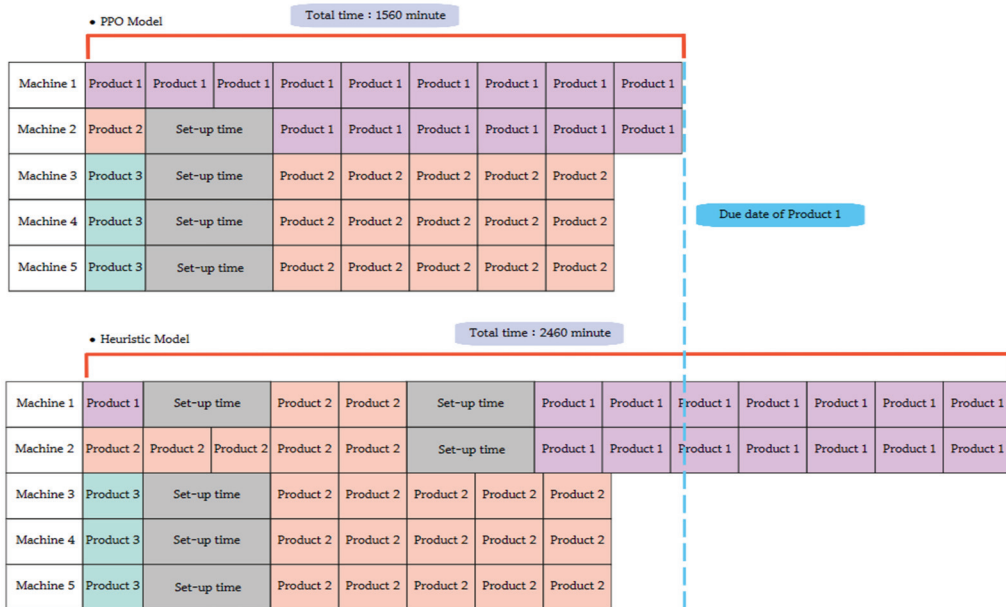 Total time : 1560 minute
• PPO Model
Machine 1 Product 1 Product 1 Product 1 Product 1 Product 1 Product 1 Product 1 Product 1 Product 1
Machine 2 Product 2 Set-up time Product 1 Product 1 Product 1 Product 1 Product 1 Product 1
Machine 3 Product 3 Set-up time Product 2 Product 2 Product 2 Product 2 Product 2
Machine 4 Product 3 Set-up time Product 2 Product 2 Product 2 Product 2 Product 2
Due date of Product 1
Machine 5 Product 3 Set-up time Product 2 Product 2 Product 2 Product 2 Product 2
Total time : 2460 minute
• Heuristic Model
Machine 1 Product 1 Set-up time Product 2 Product 2 Set-up time Product 1 Product 1 Product 1 Product 1 Product 1 Product 1 Product 1
Machine 2 Product 2 Product 2 Product 2 Product 2 Product 2 Set-up time Product 1 Product 1 Product 1 Product 1 Product 1 Product 1 Product 1
Machine 3 Product 3 Set-up time Product 2 Product 2 Product 2 Product 2 Product 2
Machine 4 Product 3 Set-up time Product 2 Product 2 Product 2 Product 2 Product 2
Machine 5 Product 3 Set-up time Product 2 Product 2 Product 2 Product 2 Product 2